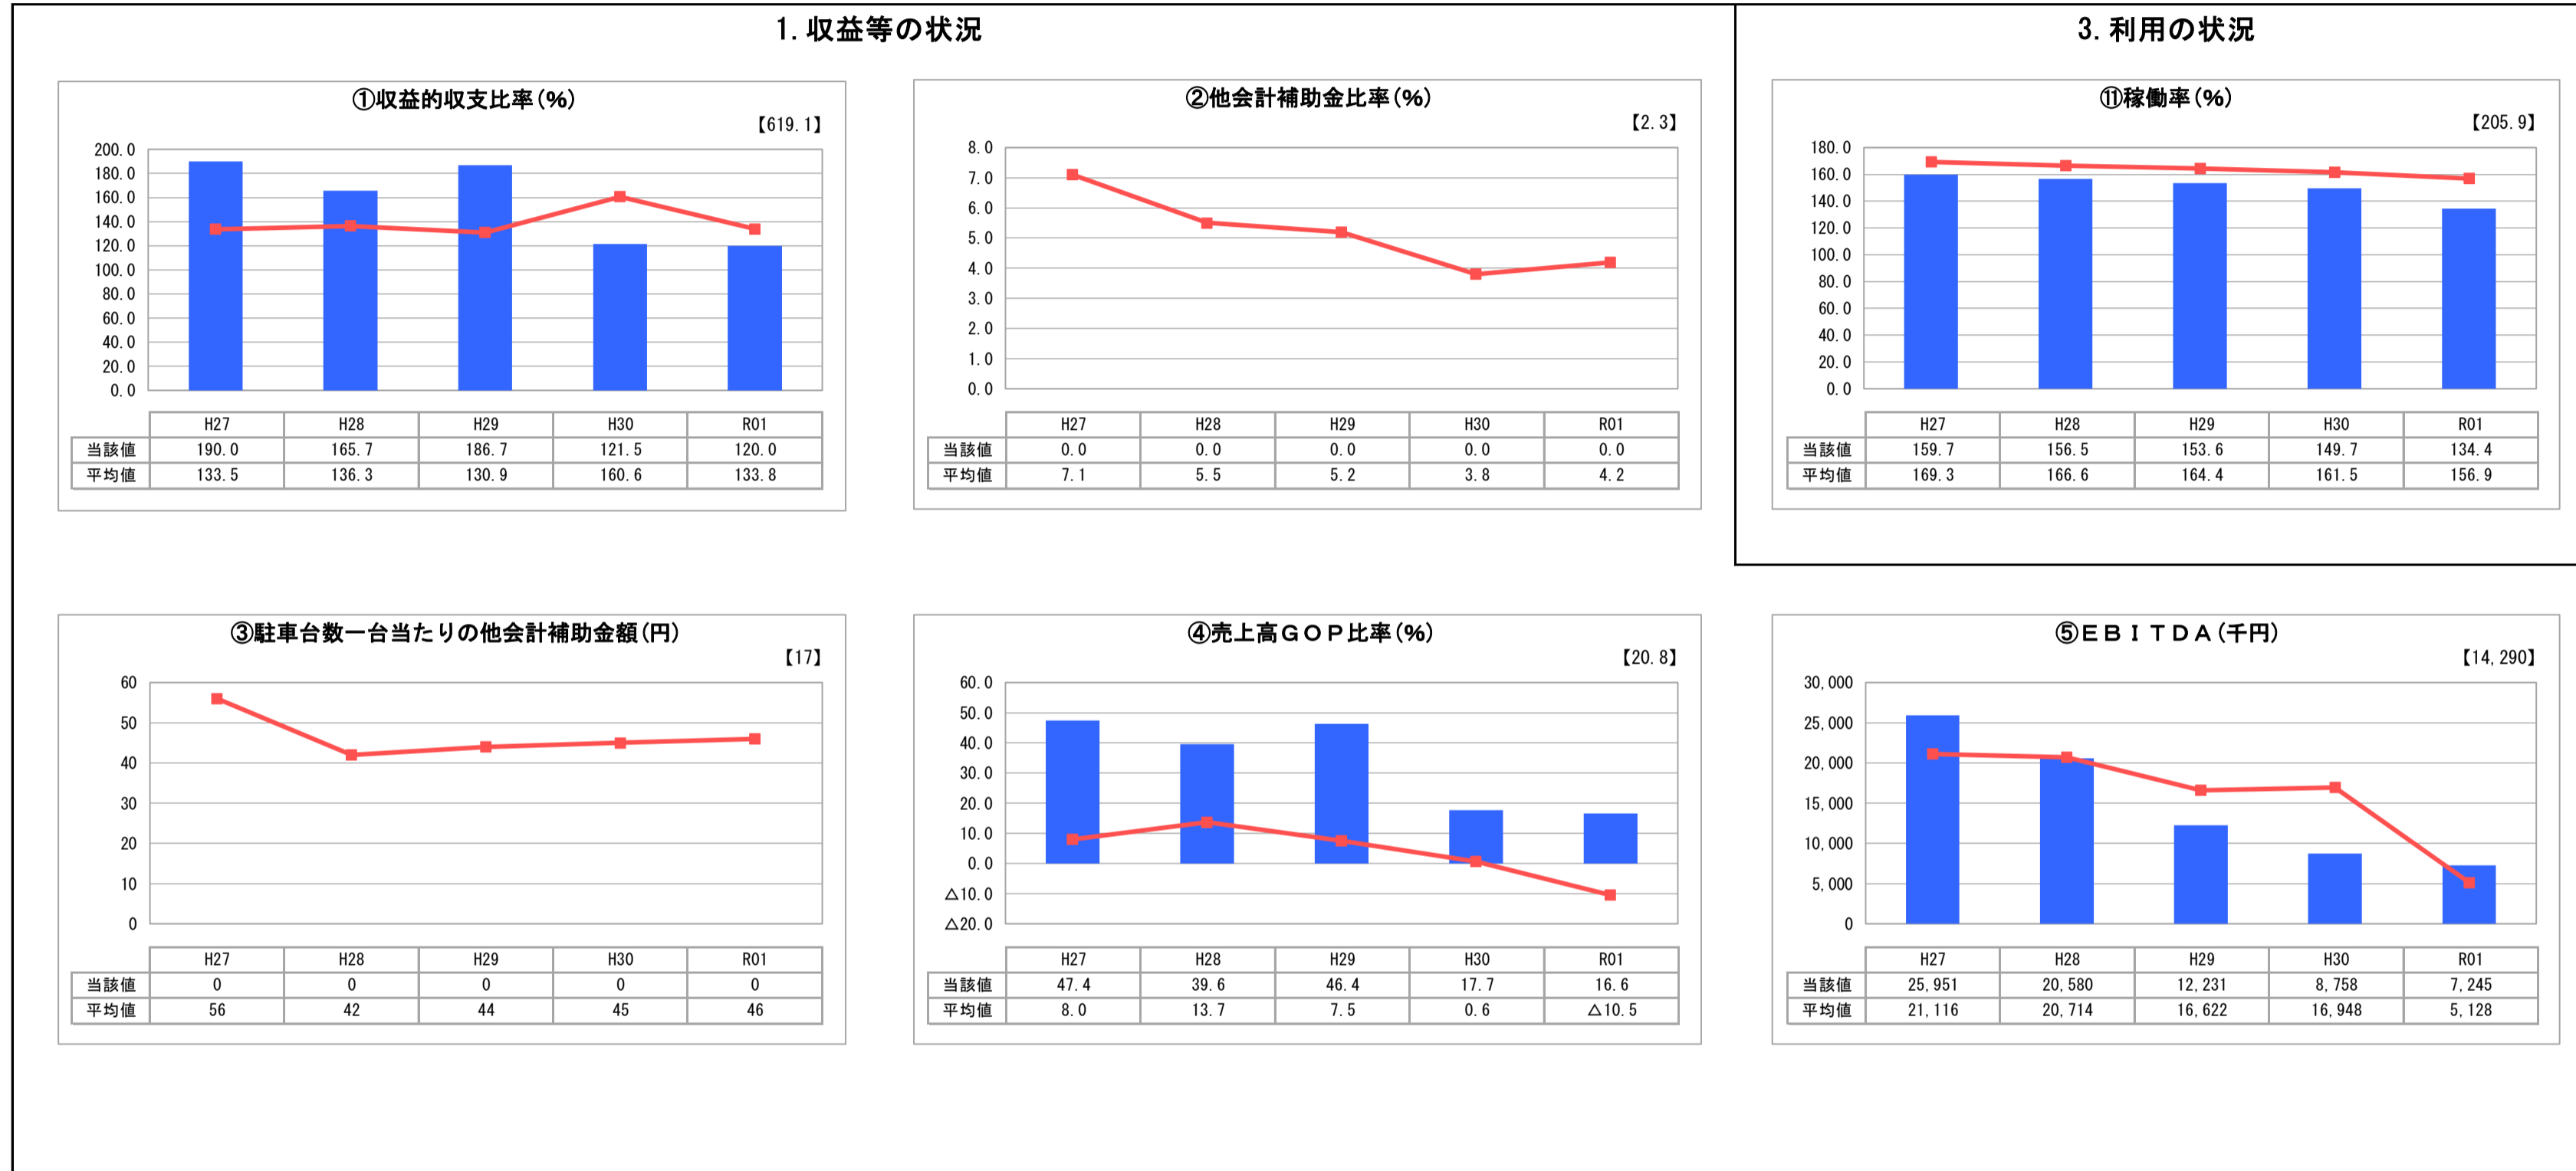 1. 収益等の状況
①収益的収支比率(%)
【619.1】
200.0
180.0
160.0
140.0
120.0
100.0
80.0
60.0
40.0
20.0
0.0
H27 H28 H29 H30 R01
当該値 190.0 165.7 186.7 121.5 120.0
平均値 133.5 136.3 130.9 160.6 133.8
②他会計補助金比率(%)
【2.3】
8.0
7.0
6.0
5.0
4.0
3.0
2.0
1.0
0.0
H27 H28 H29 H30 R01
当該値 0.0 0.0 0.0 0.0 0.0
平均値 7.1 5.5 5.2 3.8 4.2
3. 利用の状況
⑪稼働率(%)
【205.9】
180.0
160.0
140.0
120.0
100.0
80.0
60.0
40.0
20.0
0.0
H27 H28 H29 H30 R01
当該値 159.7 156.5 153.6 149.7 134.4
平均値 169.3 166.6 164.4 161.5 156.9
③駐車台数一台当たりの他会計補助金額(円)
【17】
60
50
40
30
20
10
0
H27 H28 H29 H30 R01
当該値 0 0 0 0 0
平均値 56 42 44 45 46
④売上高ＧＯＰ比率(%)
【20.8】
60.0
50.0
40.0
30.0
20.0
10.0
0.0
△10.0
△20.0
H27 H28 H29 H30 R01
当該値 47.4 39.6 46.4 17.7 16.6
平均値 8.0 13.7 7.5 0.6 △10.5
⑤ＥＢＩＴＤＡ(千円)
【14,290】
30,000
25,000
20,000
15,000
10,000
5,000
0
H27 H28 H29 H30 R01
当該値 25,951 20,580 12,231 8,758 7,245
平均値 21,116 20,714 16,622 16,948 5,128